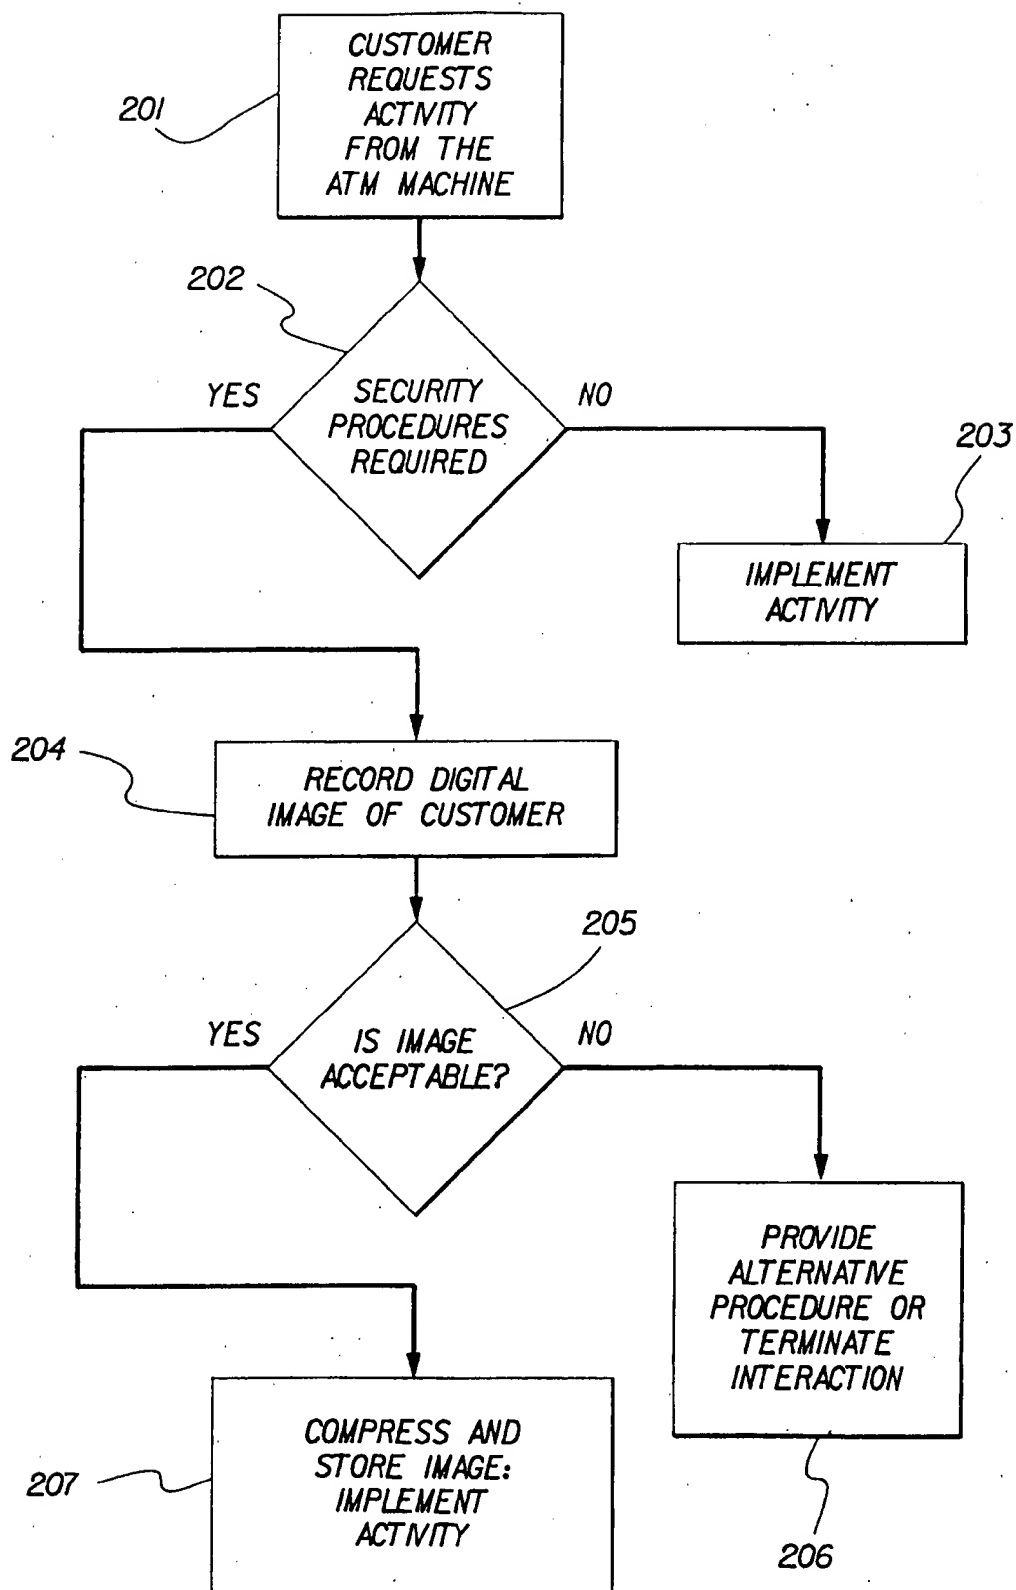 CUSTOMER
REQUESTS
ACTIVITY
FROM THE
ATM MACHINE
201
202
YES
SECURITY
PROCEDURES
REQUIRED
NO
203
IMPLEMENT
ACTIVITY
204
RECORD DIGITAL
IMAGE OF CUSTOMER
205
YES
IS IMAGE
ACCEPTABLE?
NO
PROVIDE
ALTERNATIVE
PROCEDURE OR
TERMINATE
INTERACTION
206
COMPRESS AND
STORE IMAGE:
IMPLEMENT
ACTIVITY
207